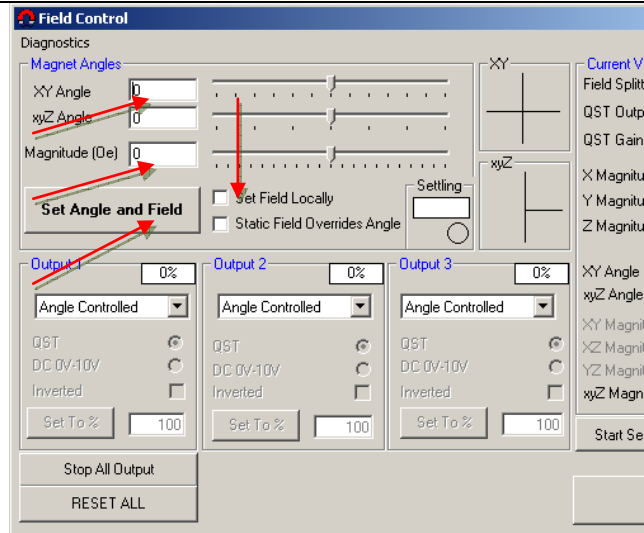 Field Control
Diagnostics
Magnet Angles
XY Angle 0
xyZ Angle 0
Magnitude (Oe) 0
Set Angle and Field
Set Field Locally
Static Field Overrides Angle
Settling
XY
xyZ
Current V
Field Splitt
QST Outp
QST Gain
X Magnitu
Y Magnitu
Z Magnitu
XY Angle
xyZ Angle
XY Magnit
XZ Magnit
YZ Magnit
xyZ Magn
Start Se
Output 1 0%
Angle Controlled
QST
DC 0V-10V
Inverted
Set To % 100
Output 2 0%
Angle Controlled
QST
DC 0V-10V
Inverted
Set To % 100
Output 3 0%
Angle Controlled
QST
DC 0V-10V
Inverted
Set To % 100
Stop All Output
RESET ALL